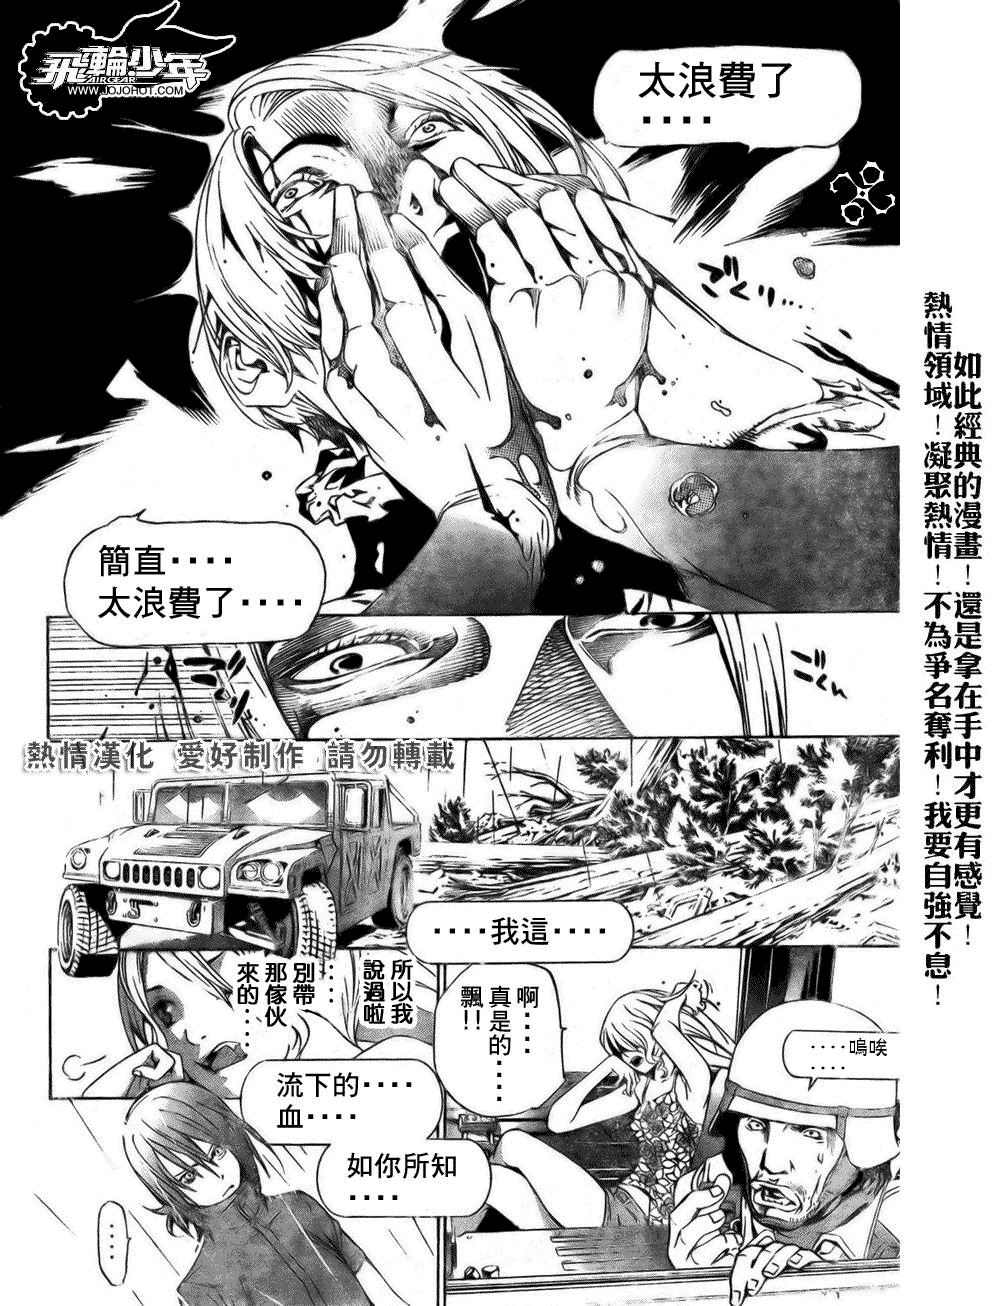 飛輪少年
AIRGEAR
WWW.JOJOHOT.COM
太浪費了
‥‥
ごくり…
簡直‥‥
太浪費了‥‥
熱情漢化 愛好制作 請勿轉載
‥‥我這‥‥
‥‥嗚唉
‥‥
啊‥‥
真是的‥‥
飄!!
所以我
說過啦
‥‥
別帶
那傢伙
來的…
流下的‥‥
血‥‥
如你所知
‥‥
‥‥
如此經典的漫畫！還是拿在手中才更有感覺！
熱情領域！凝聚熱情！不為爭名奪利！我要自強不息！